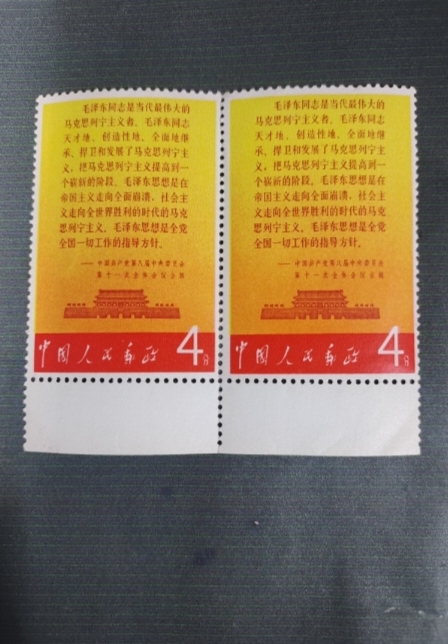 毛泽东同志是当代最伟大的
马克思列宁主义者。毛泽东同志
天才地、创造性地、全面地继
承、捍卫和发展了马克思列宁主
义，把马克思列宁主义提高到一
个崭新的阶段。毛泽东思想是在
帝国主义走向全面崩溃，社会主
义走向全世界胜利的时代的马克
思列宁主义。毛泽东思想是全党
全国一切工作的指导方针。
——中国共产党第八届中央委员会
第十一次全体会议公报
中国人民邮政 4分
毛泽东同志是当代最伟大的
马克思列宁主义者。毛泽东同志
天才地、创造性地、全面地继
承、捍卫和发展了马克思列宁主
义，把马克思列宁主义提高到一
个崭新的阶段。毛泽东思想是在
帝国主义走向全面崩溃，社会主
义走向全世界胜利的时代的马克
思列宁主义。毛泽东思想是全党
全国一切工作的指导方针。
——中国共产党第八届中央委员会
第十一次全体会议公报
中国人民邮政 4分